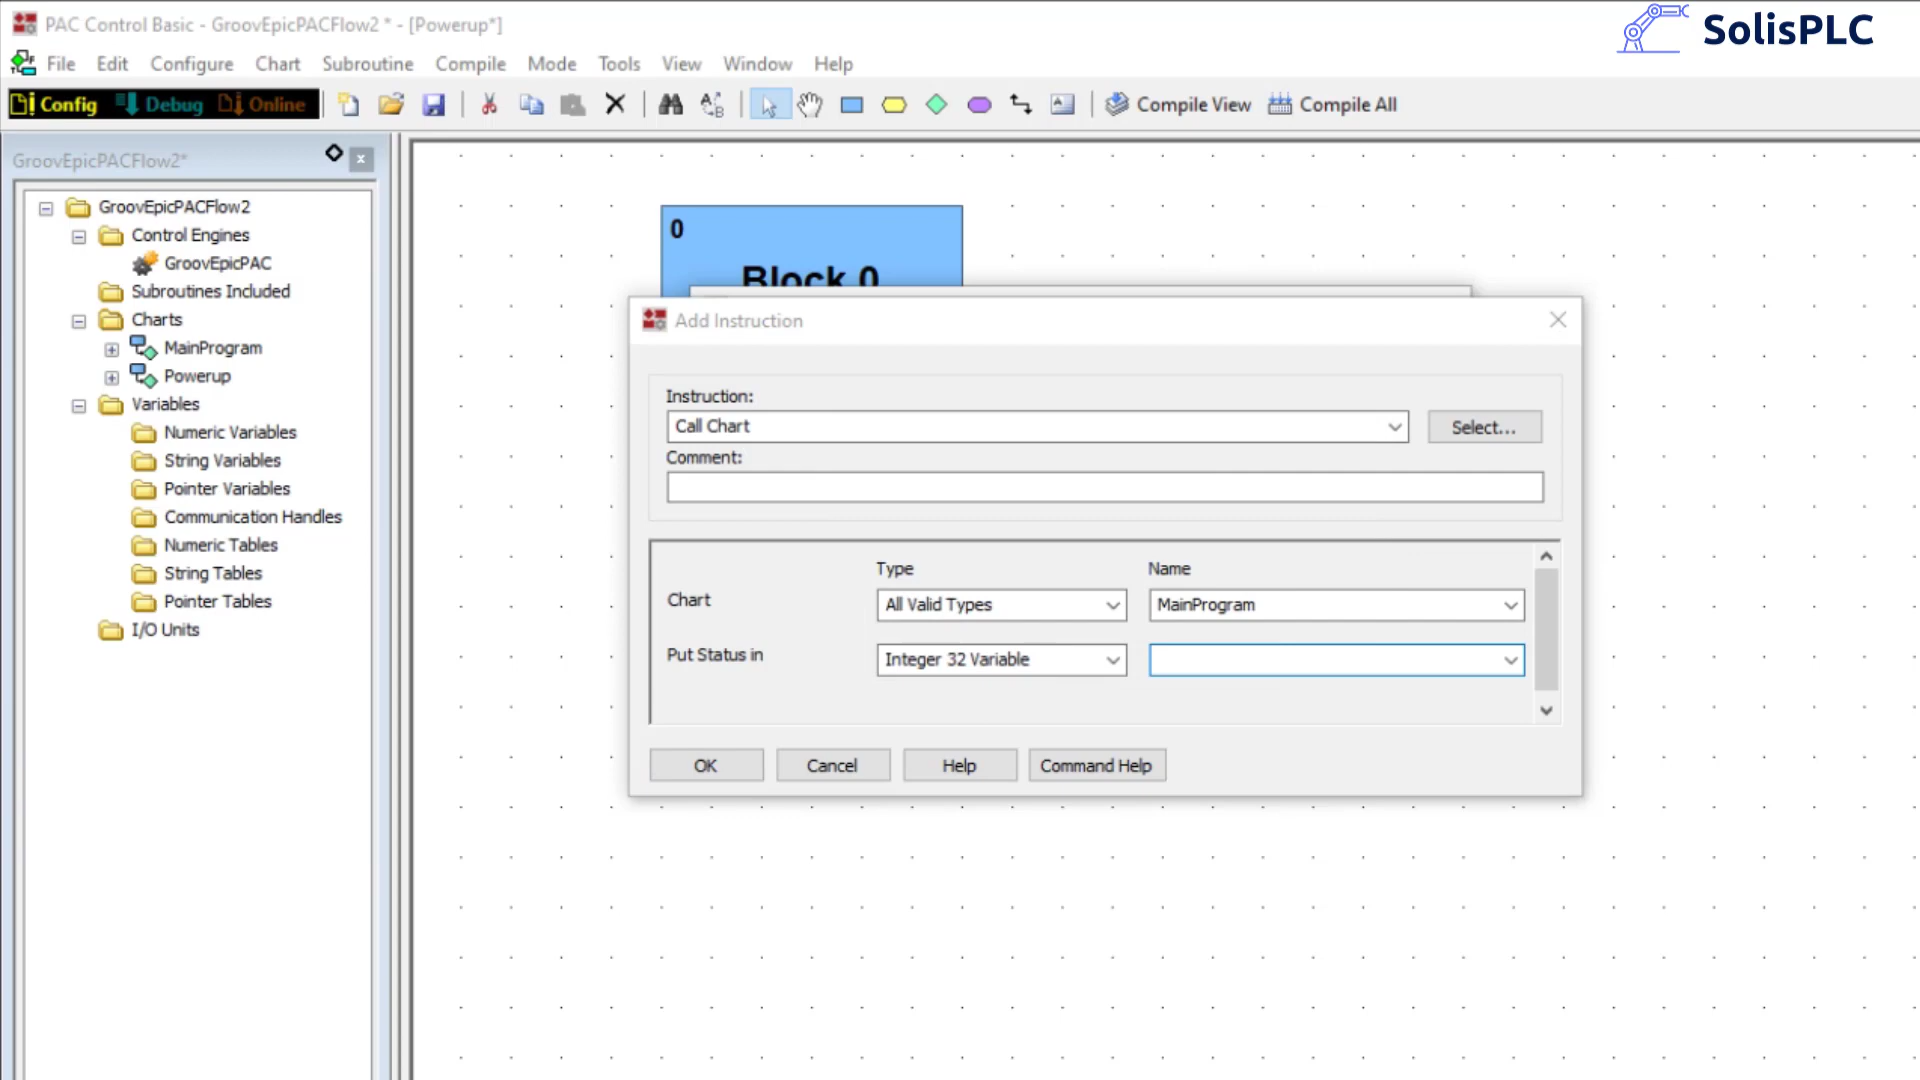 PAC Control Basic - GroovEpicPACFlow2 * - [Powerup*]
SolisPLC
File Edit Configure Chart Subroutine Compile Mode Tools View Window Help
Config Debug Online Compile View Compile All
GroovEpicPACFlow2*
GroovEpicPACFlow2
Control Engines
GroovEpicPAC
Subroutines Included
Charts
MainProgram
Powerup
Variables
Numeric Variables
String Variables
Pointer Variables
Communication Handles
Numeric Tables
String Tables
Pointer Tables
I/O Units
0
Block 0
Add Instruction
Instruction:
Call Chart Select...
Comment:
Type Name
Chart All Valid Types MainProgram
Put Status in Integer 32 Variable
OK Cancel Help Command Help